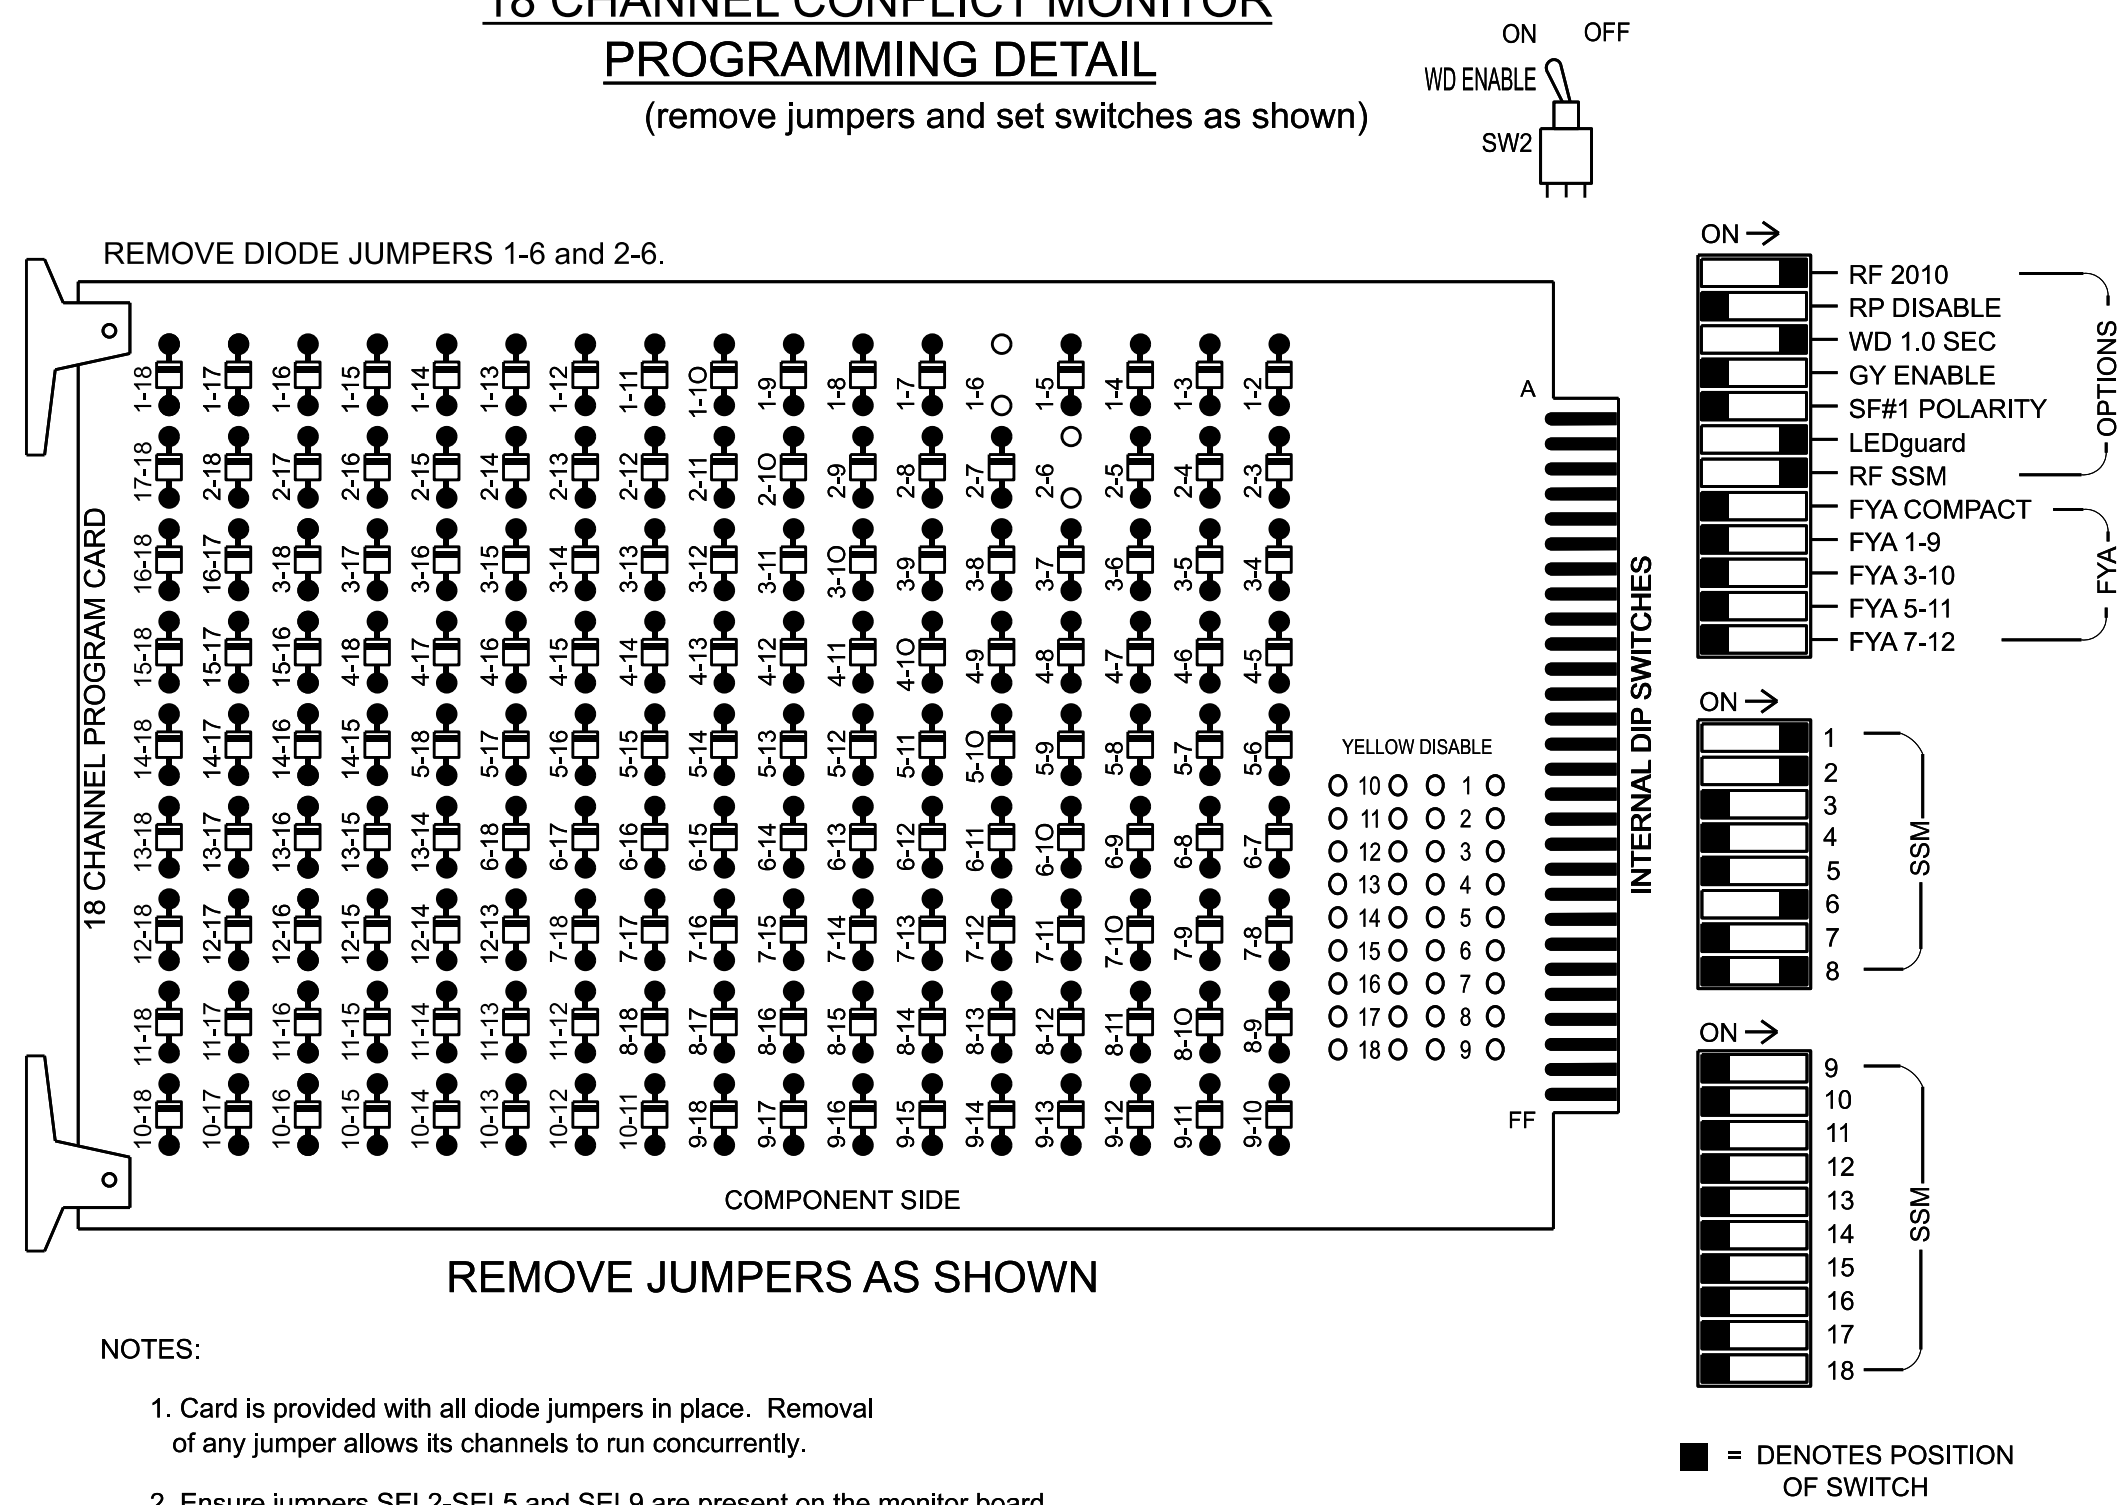 18 CHANNEL CONFLICT MONITOR
PROGRAMMING DETAIL
(remove jumpers and set switches as shown)
ON OFF
WD ENABLE
SW2
REMOVE DIODE JUMPERS 1-6 and 2-6.
18 CHANNEL PROGRAM CARD
1-18 1-17 1-16 1-15 1-14 1-13 1-12 1-11 1-10 1-9 1-8 1-7 1-6 1-5 1-4 1-3 1-2
17-18 2-18 2-17 2-16 2-15 2-14 2-13 2-12 2-11 2-10 2-9 2-8 2-7 2-6 2-5 2-4 2-3
16-18 16-17 3-18 3-17 3-16 3-15 3-14 3-13 3-12 3-11 3-10 3-9 3-8 3-7 3-6 3-5 3-4
15-18 15-17 15-16 4-18 4-17 4-16 4-15 4-14 4-13 4-12 4-11 4-10 4-9 4-8 4-7 4-6 4-5
14-18 14-17 14-16 14-15 5-18 5-17 5-16 5-15 5-14 5-13 5-12 5-11 5-10 5-9 5-8 5-7 5-6
13-18 13-17 13-16 13-15 13-14 6-18 6-17 6-16 6-15 6-14 6-13 6-12 6-11 6-10 6-9 6-8 6-7
12-18 12-17 12-16 12-15 12-14 12-13 7-18 7-17 7-16 7-15 7-14 7-13 7-12 7-11 7-10 7-9 7-8
11-18 11-17 11-16 11-15 11-14 11-13 11-12 8-18 8-17 8-16 8-15 8-14 8-13 8-12 8-11 8-10 8-9
10-18 10-17 10-16 10-15 10-14 10-13 10-12 10-11 9-18 9-17 9-16 9-15 9-14 9-13 9-12 9-11 9-10
A
YELLOW DISABLE
10 1
11 2
12 3
13 4
14 5
15 6
16 7
17 8
18 9
FF
COMPONENT SIDE
INTERNAL DIP SWITCHES
ON
RF 2010
RP DISABLE
WD 1.0 SEC
GY ENABLE
SF#1 POLARITY
LEDguard
RF SSM
OPTIONS
FYA COMPACT
FYA 1-9
FYA 3-10
FYA 5-11
FYA 7-12
FYA
ON
1
2
3
4
5
6
7
8
SSM
ON
9
10
11
12
13
14
15
16
17
18
SSM
= DENOTES POSITION
OF SWITCH
REMOVE JUMPERS AS SHOWN
NOTES:
1. Card is provided with all diode jumpers in place. Removal
of any jumper allows its channels to run concurrently.
2. Ensure jumpers SEL2-SEL5 and SEL9 are present on the monitor board.